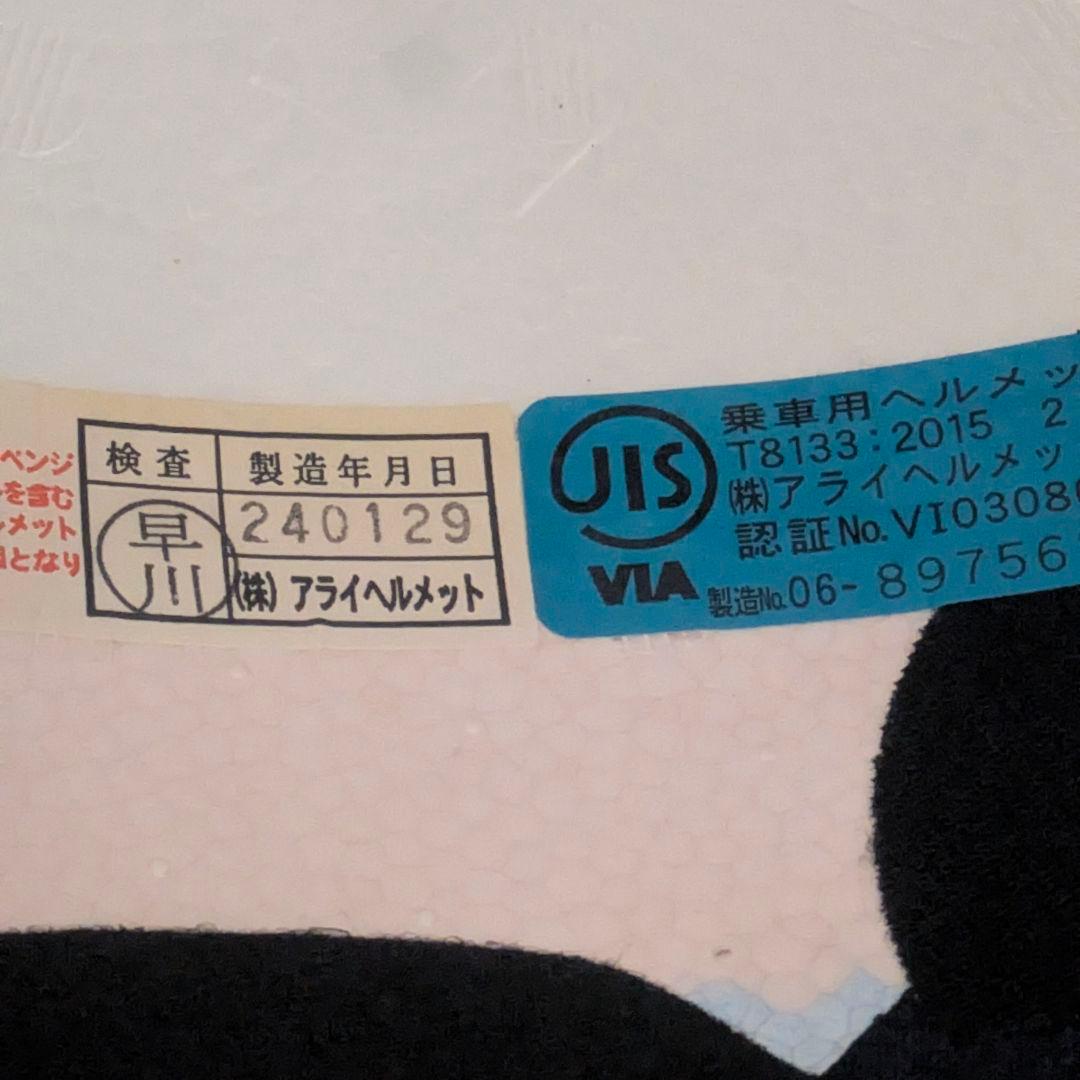 ベンジ
を含む
メット
となり
検査
製造年月日
早川
240129
(株) アライヘルメット
JIS
VIA
乗車用ヘルメッ
T8133:2015 2
(株)アライヘルメッ
認証No.VI0308
製造No.06-89756